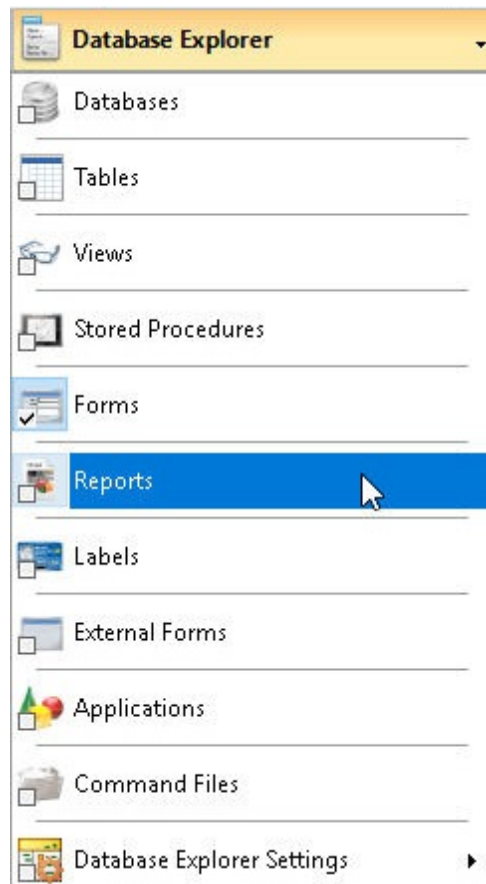 Database Explorer
Databases
Tables
Views
Stored Procedures
Forms
Reports
Labels
External Forms
Applications
Command Files
Database Explorer Settings